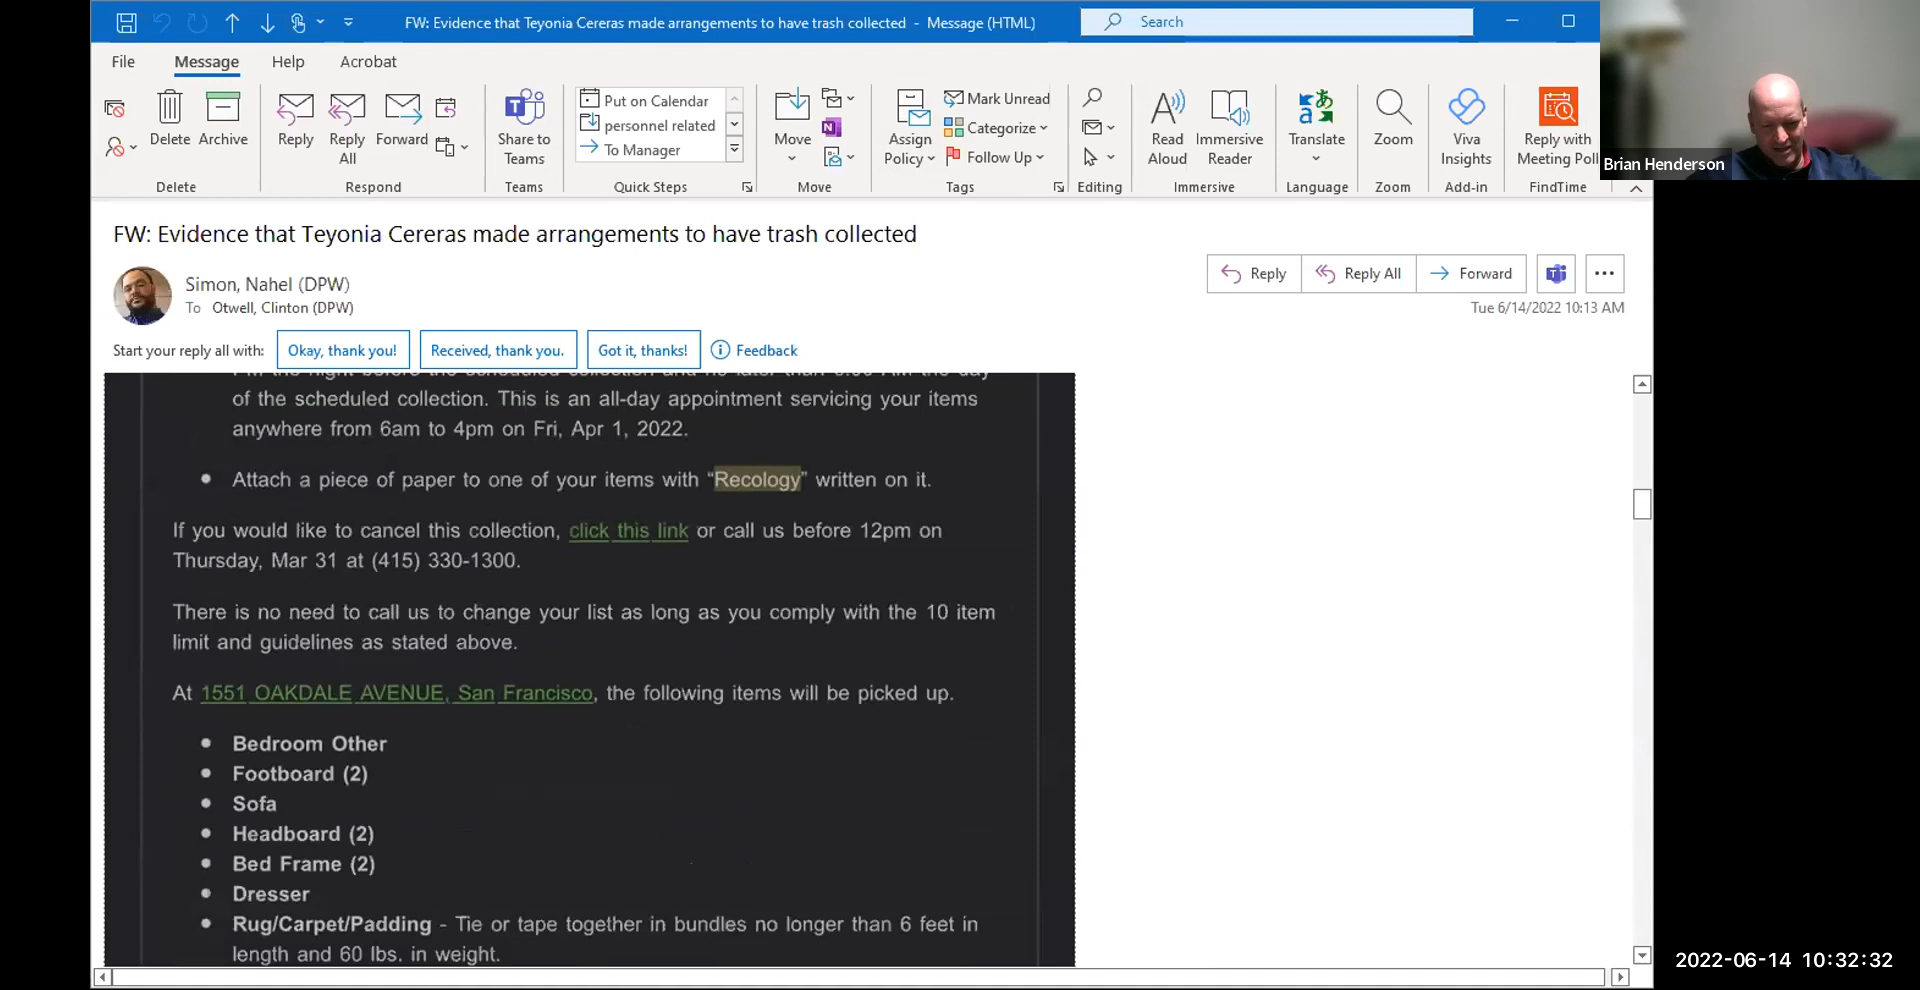 FW: Evidence that Teyonia Cereras made arrangements to have trash collected - Message (HTML)
Search
File Message Help Acrobat
Delete Archive
Reply Reply All Forward
Share to Teams
Put on Calendar
personnel related
To Manager
Move
Assign Policy
Mark Unread
Categorize
Follow Up
Read Aloud
Immersive Reader
Translate
Zoom
Viva Insights
Reply with Meeting Poll
Delete Respond Teams Quick Steps Move Tags Editing Immersive Language Zoom Add-in FindTime
Brian Henderson
FW: Evidence that Teyonia Cereras made arrangements to have trash collected
Simon, Nahel (DPW)
To Otwell, Clinton (DPW)
Reply Reply All Forward
Tue 6/14/2022 10:13 AM
Start your reply all with: Okay, thank you! Received, thank you. Got it, thanks! Feedback
of the scheduled collection. This is an all-day appointment servicing your items
anywhere from 6am to 4pm on Fri, Apr 1, 2022.
• Attach a piece of paper to one of your items with “Recology” written on it.
If you would like to cancel this collection, click this link or call us before 12pm on
Thursday, Mar 31 at (415) 330-1300.
There is no need to call us to change your list as long as you comply with the 10 item
limit and guidelines as stated above.
At 1551 OAKDALE AVENUE, San Francisco, the following items will be picked up.
• Bedroom Other
• Footboard (2)
• Sofa
• Headboard (2)
• Bed Frame (2)
• Dresser
• Rug/Carpet/Padding - Tie or tape together in bundles no longer than 6 feet in
length and 60 lbs. in weight.
2022-06-14 10:32:32